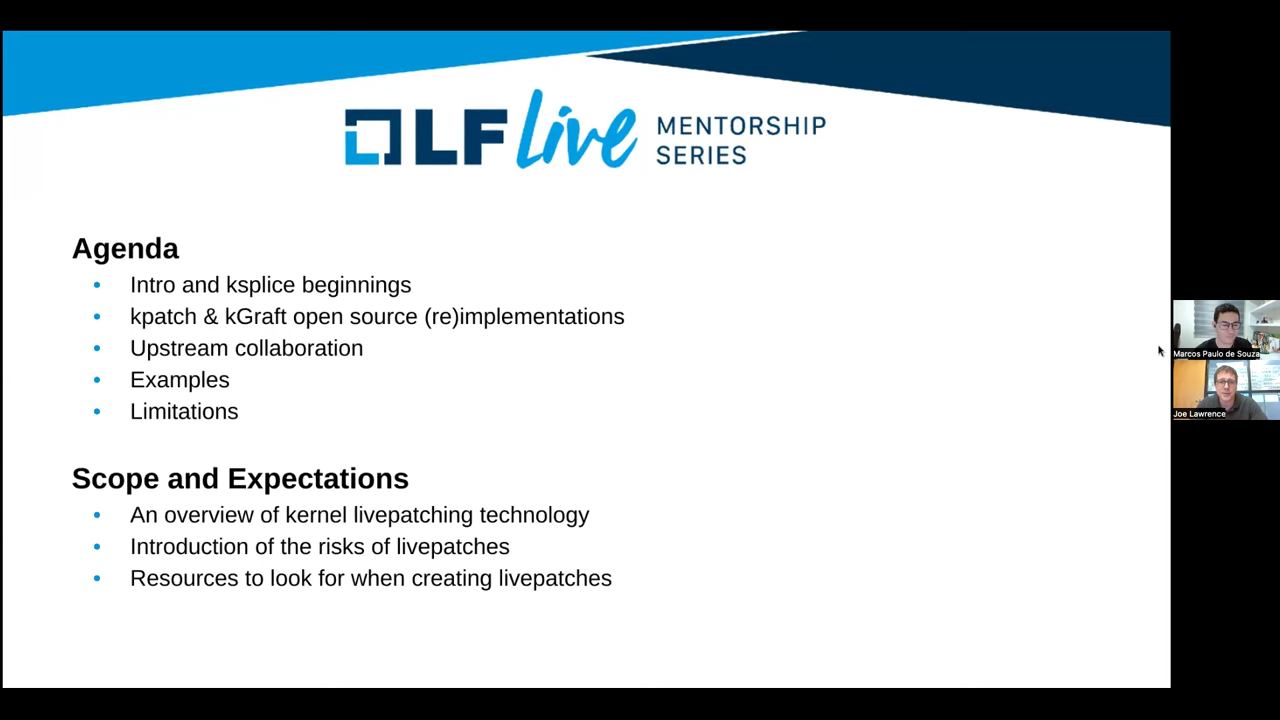 LF Live MENTORSHIP
SERIES
Agenda
• Intro and ksplice beginnings
• kpatch & kGraft open source (re)implementations
• Upstream collaboration
• Examples
• Limitations
Scope and Expectations
• An overview of kernel livepatching technology
• Introduction of the risks of livepatches
• Resources to look for when creating livepatches
Marcos Paulo de Souza
Joe Lawrence